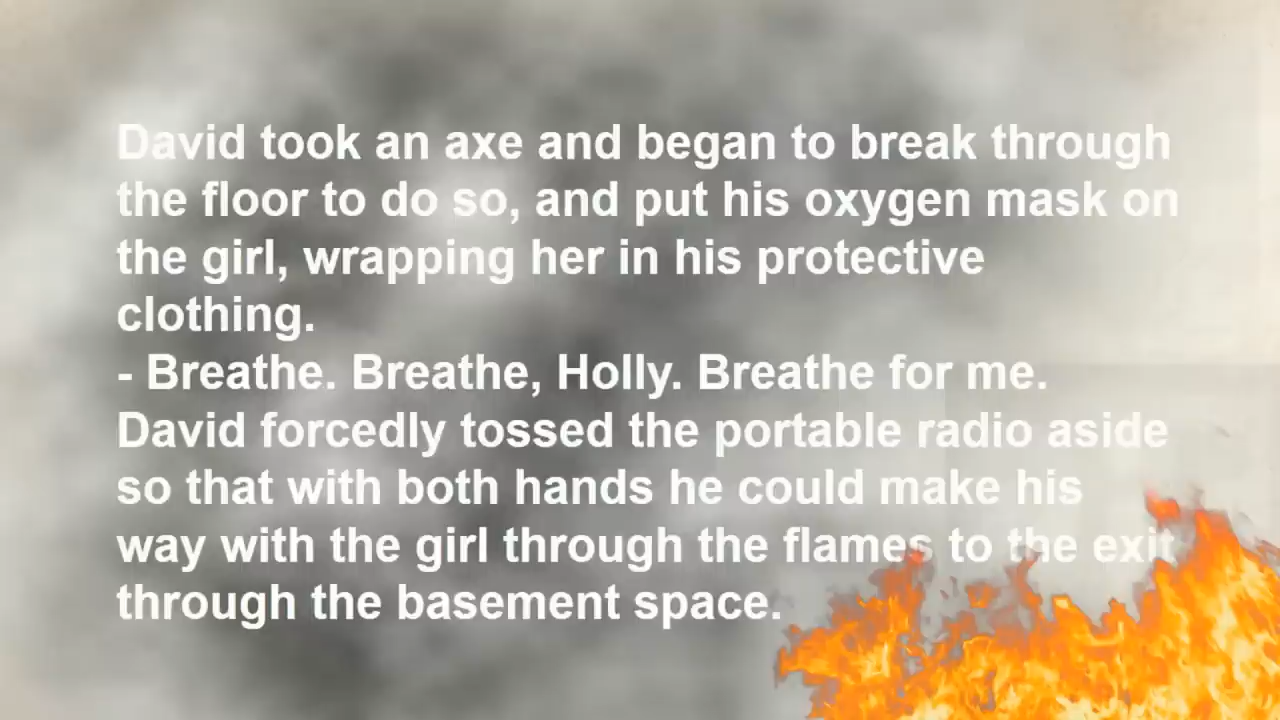 David took an axe and began to break through
the floor to do so, and put his oxygen mask on
the girl, wrapping her in his protective
clothing.
- Breathe. Breathe, Holly. Breathe for me.
David forcedly tossed the portable radio aside
so that with both hands he could make his
way with the girl through the flames to the exit
through the basement space.